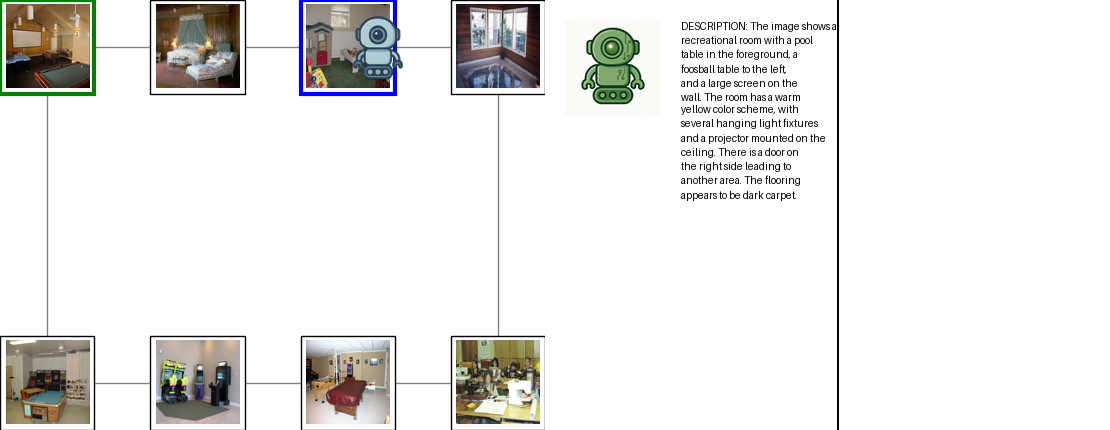 DESCRIPTION: The image shows a
recreational room with a pool
table in the foreground, a
foosball table to the left,
and a large screen on the
wall. The room has a warm
yellow color scheme, with
several hanging light fixtures
and a projector mounted on the
ceiling. There is a door on
the right side leading to
another area. The flooring
appears to be dark carpet.